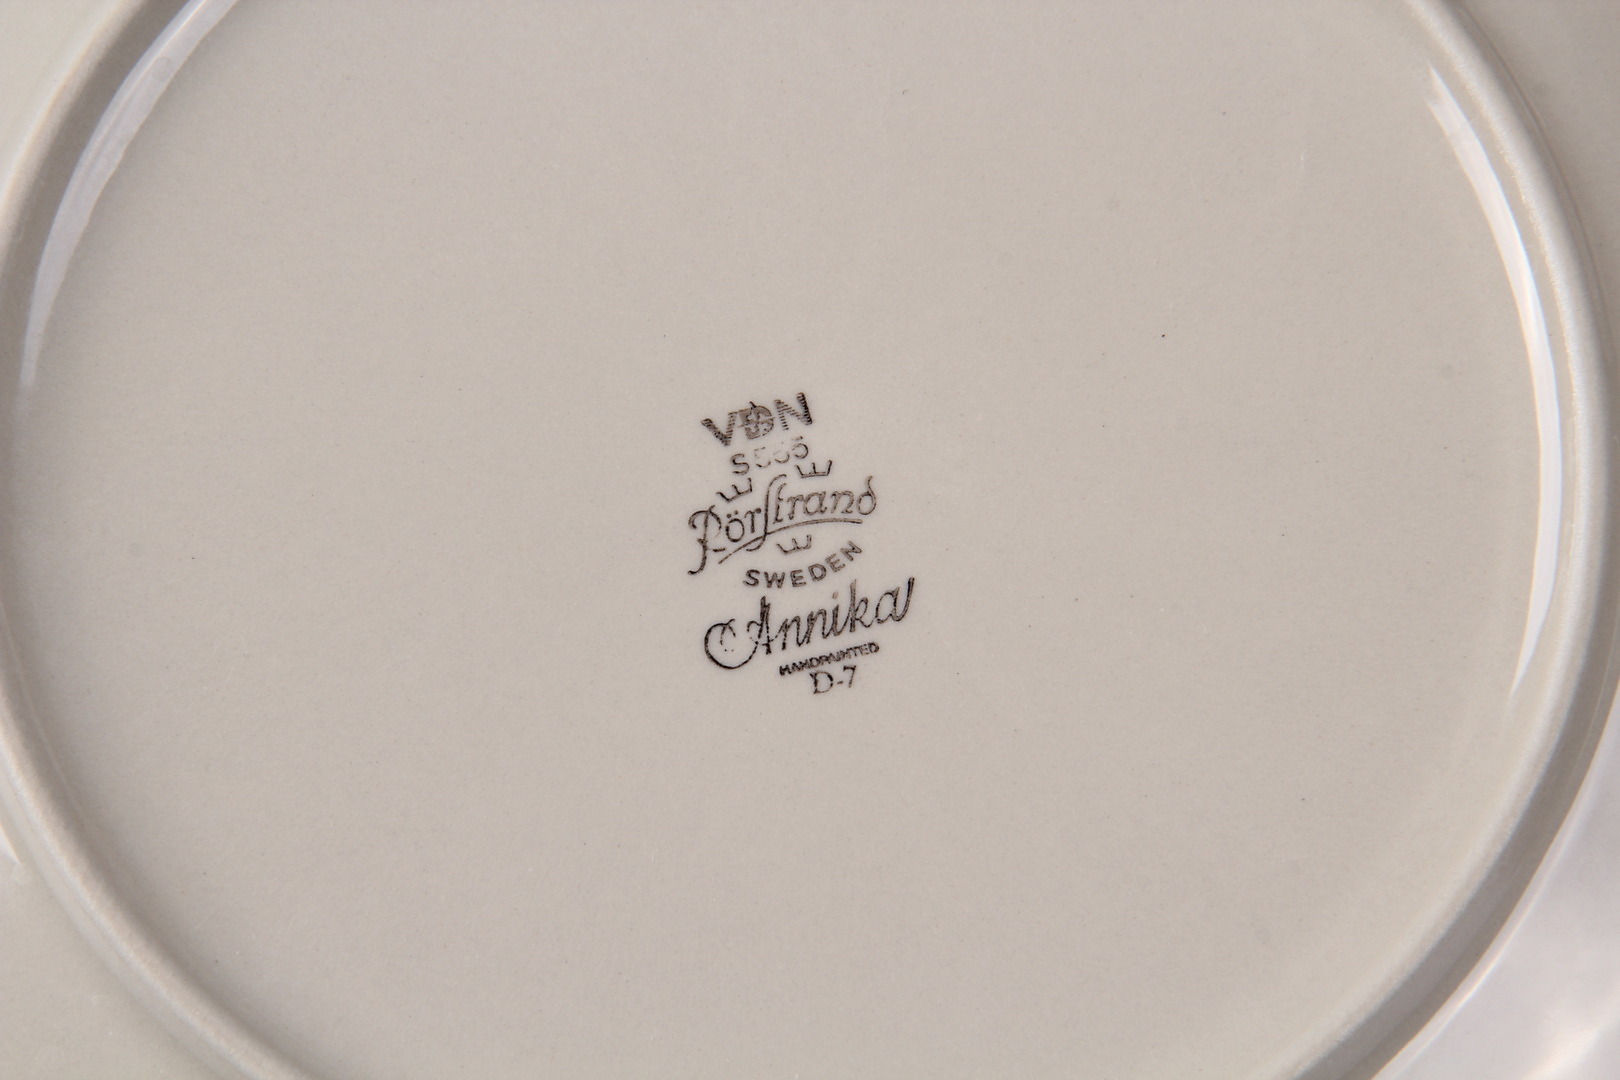 VDN
Rörstrand
SWEDEN
Annika
HANDPAINTED
D-7